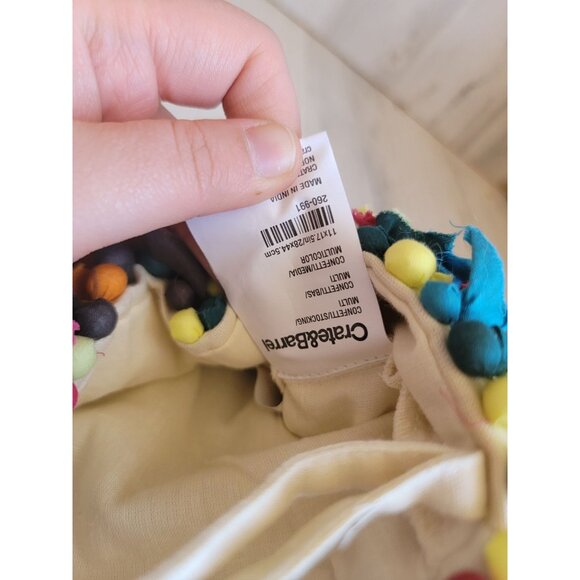 Crate&Barrel
CONFETTI/STOCKING/
MULTI
CONFETTI/BAS/
MULTI
CONFETTI/MEDIA/
MULTICOLOR
11x17.5in/28x44.5cm
260-991
MADE IN INDIA